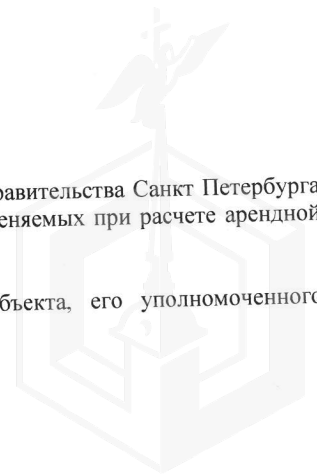 равительства Санкт Петербурга
еняемых при расчете арендной
бъекта, его уполномоченного